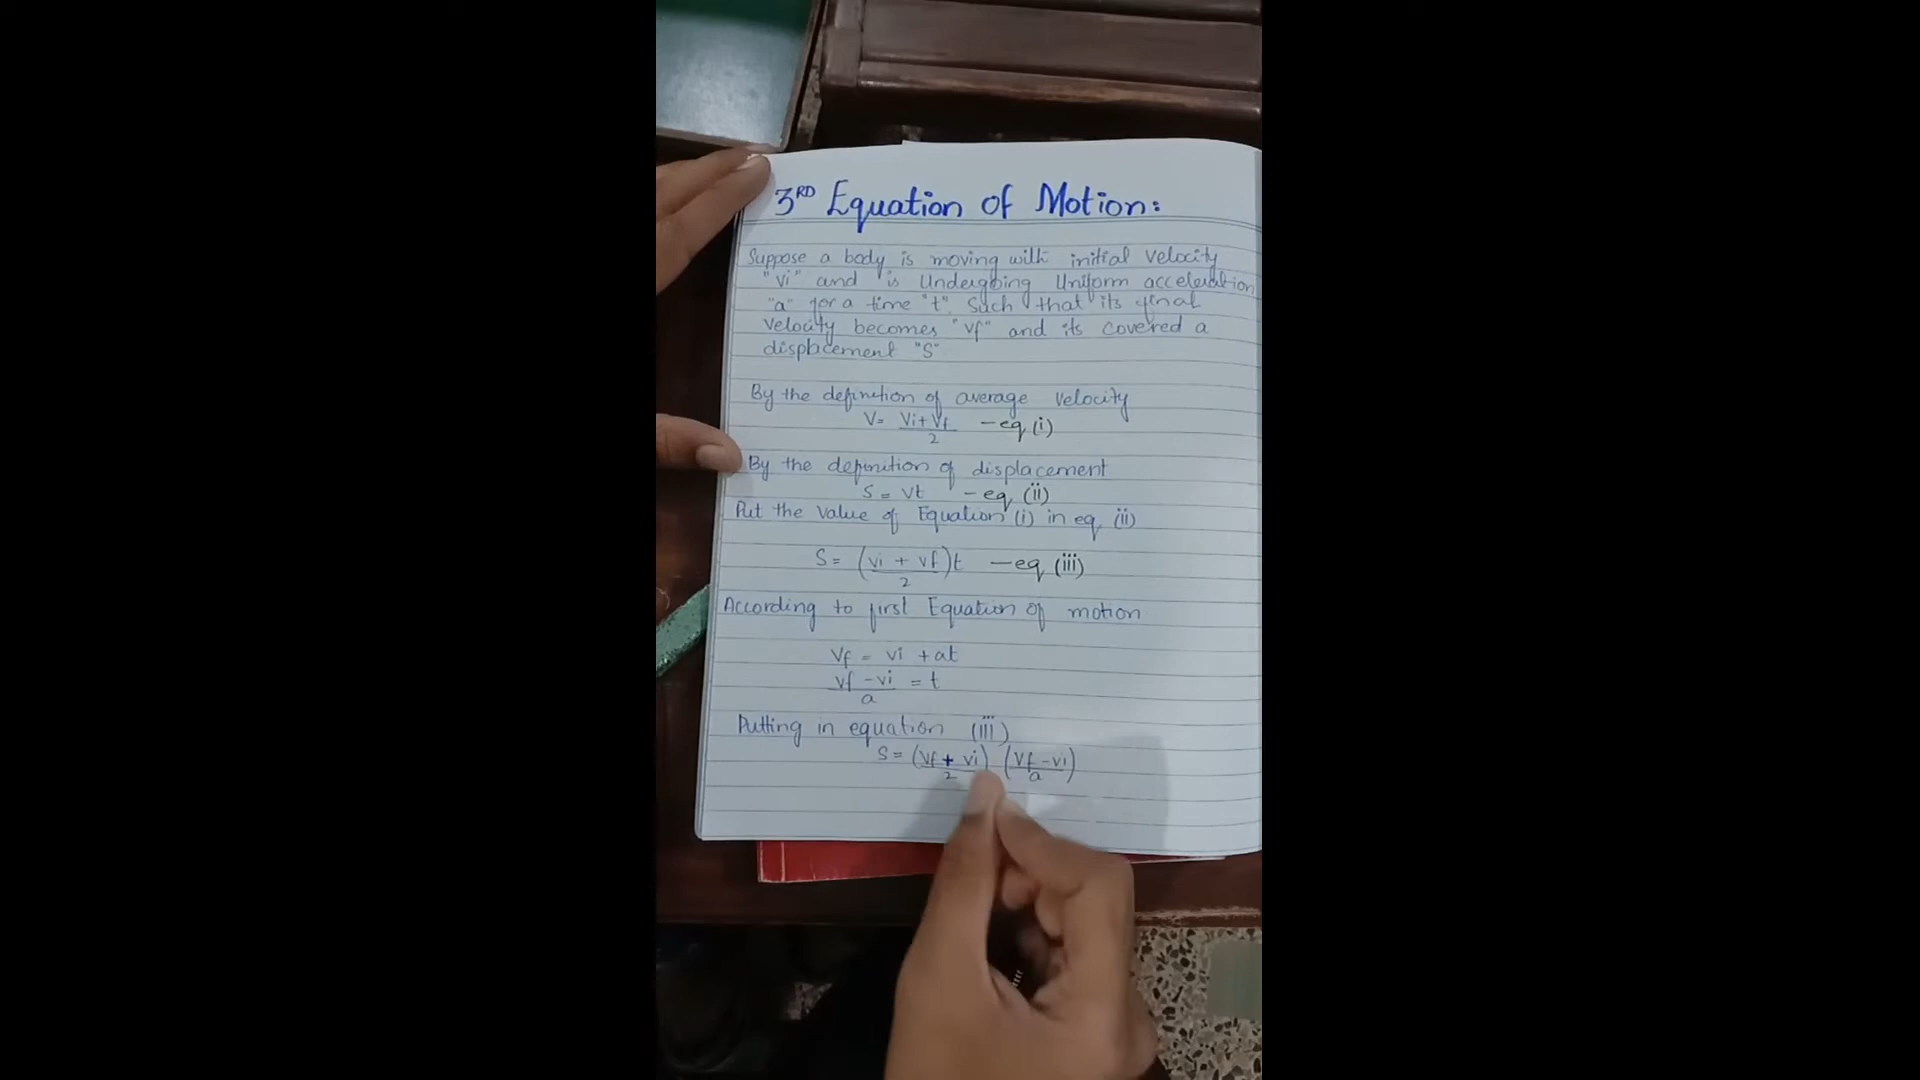 3RD Equation of Motion:
Suppose a body is moving with initial velocity
"vi" and is Undergoing Uniform acceleration
"a" for a time "t" Such that its final
velocity becomes "vf" and its covered a
displacement "S"
By the definition of average velocity
V= Vi+Vf/2 - eq (i)
By the definition of displacement
S = vt - eq (ii)
Put the value of Equation (i) in eq (ii)
S= (vi + vf/2)t - eq (iii)
According to first Equation of motion
Vf = vi + at
vf - vi/a = t
Putting in equation (iii)
S= (vf + vi/2) (Vf - vi/a)